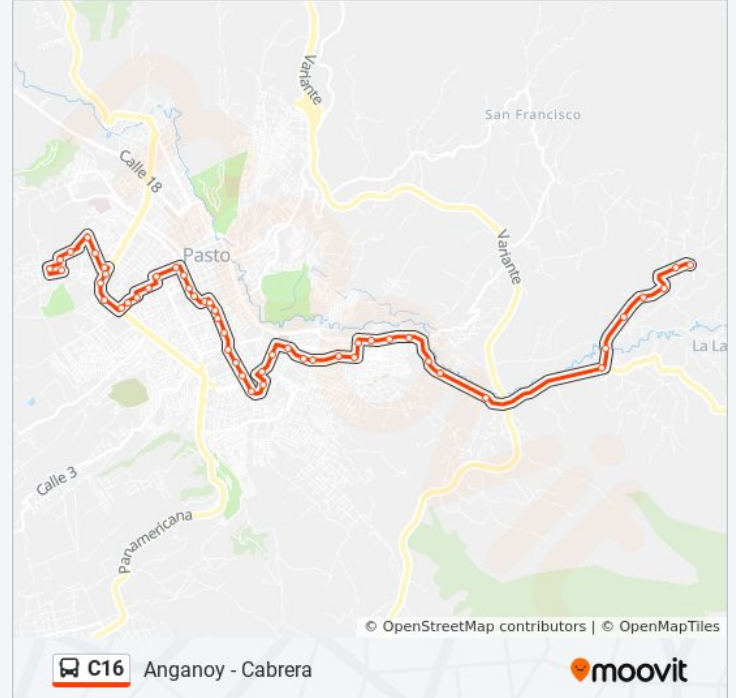 Variante
San Francisco
Calle 18
Variante
Pasto
La La
Calle 3
Panamericana
© OpenStreetMap contributors | © OpenMapTiles
C16 Anganoy - Cabrera
moovit